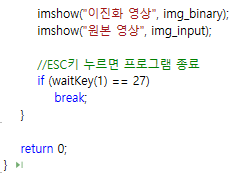 imshow("이진화 영상", img_binary);
imshow("원본 영상", img_input);
//ESC키 누르면 프로그램 종료
if (waitKey(1) == 27)
break;
}
return 0;
}